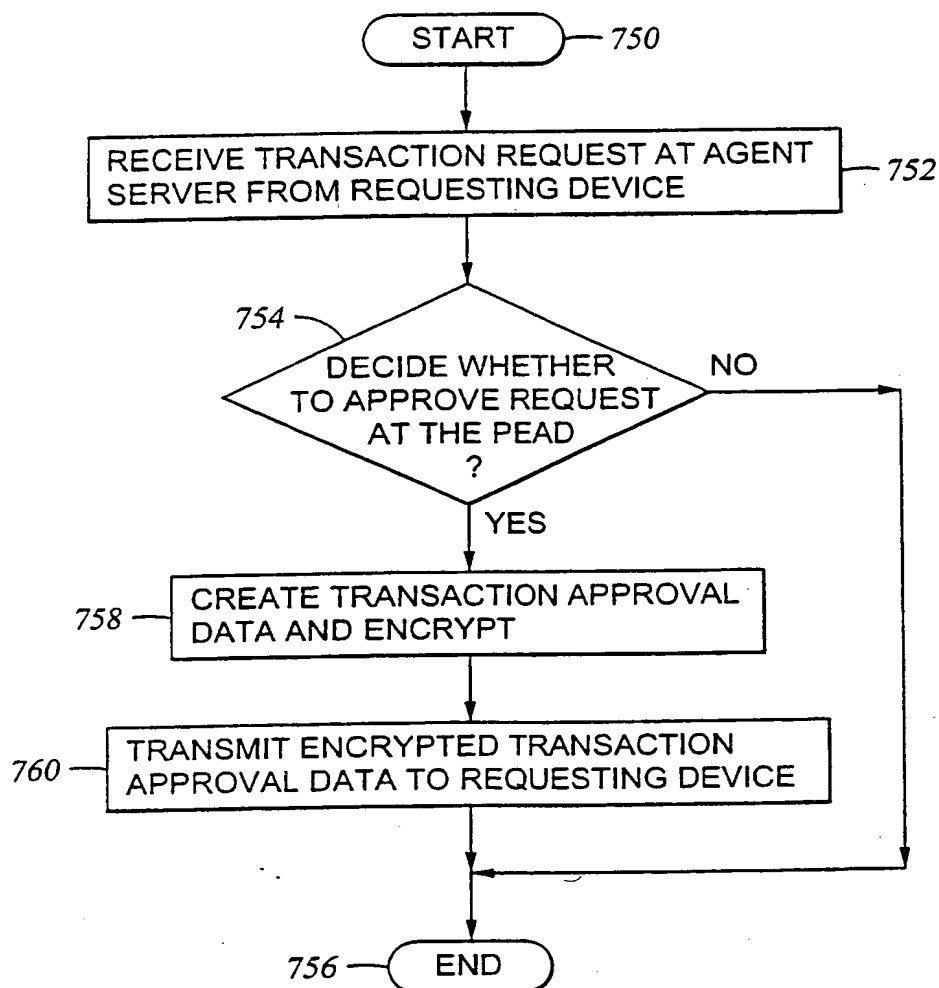 START
750
RECEIVE TRANSACTION REQUEST AT AGENT
SERVER FROM REQUESTING DEVICE
752
754
DECIDE WHETHER
TO APPROVE REQUEST
AT THE PEAD
?
NO
YES
758
CREATE TRANSACTION APPROVAL
DATA AND ENCRYPT
760
TRANSMIT ENCRYPTED TRANSACTION
APPROVAL DATA TO REQUESTING DEVICE
756
END